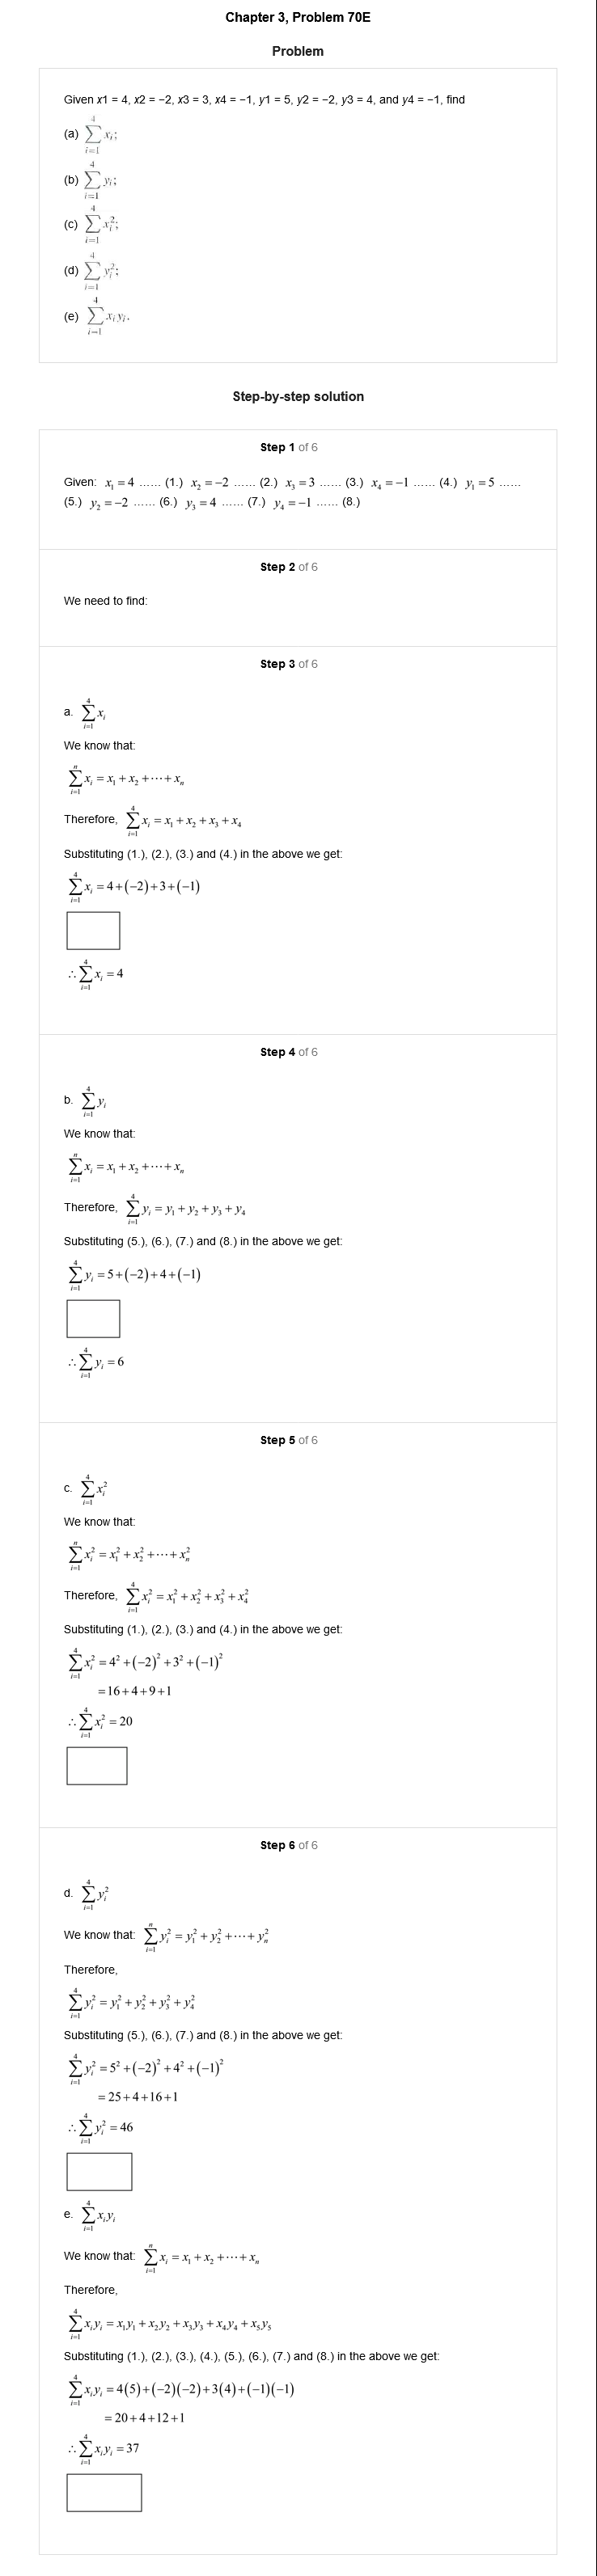 Chapter 3, Problem 70E
Problem
Given x1 = 4, x2 = −2, x3 = 3, x4 = −1, y1 = 5, y2 = −2, y3 = 4, and y4 = −1, find
(a) \sum_{i=1}^{4} x_i;
(b) \sum_{i=1}^{4} y_i;
(c) \sum_{i=1}^{4} x_i^2;
(d) \sum_{i=1}^{4} y_i^2;
(e) \sum_{i=1}^{4} x_i y_i.
Step-by-step solution
Step 1 of 6
Given: x_1 = 4 ...... (1.) x_2 = −2 ...... (2.) x_3 = 3 ...... (3.) x_4 = −1 ...... (4.) y_1 = 5 ......
(5.) y_2 = −2 ...... (6.) y_3 = 4 ...... (7.) y_4 = −1 ...... (8.)
Step 2 of 6
We need to find:
Step 3 of 6
a. \sum_{i=1}^{4} x_i
We know that:
\sum_{i=1}^{n} x_i = x_1 + x_2 + ⋯ + x_n
Therefore, \sum_{i=1}^{4} x_i = x_1 + x_2 + x_3 + x_4
Substituting (1.), (2.), (3.) and (4.) in the above we get:
\sum_{i=1}^{4} x_i = 4 + (−2) + 3 + (−1)
∴ \sum_{i=1}^{4} x_i = 4
Step 4 of 6
b. \sum_{i=1}^{4} y_i
We know that:
\sum_{i=1}^{n} x_i = x_1 + x_2 + ⋯ + x_n
Therefore, \sum_{i=1}^{4} y_i = y_1 + y_2 + y_3 + y_4
Substituting (5.), (6.), (7.) and (8.) in the above we get:
\sum_{i=1}^{4} y_i = 5 + (−2) + 4 + (−1)
∴ \sum_{i=1}^{4} y_i = 6
Step 5 of 6
c. \sum_{i=1}^{4} x_i^2
We know that:
\sum_{i=1}^{n} x_i^2 = x_1^2 + x_2^2 + ⋯ + x_n^2
Therefore, \sum_{i=1}^{4} x_i^2 = x_1^2 + x_2^2 + x_3^2 + x_4^2
Substituting (1.), (2.), (3.) and (4.) in the above we get:
\sum_{i=1}^{4} x_i^2 = 4^2 + (−2)^2 + 3^2 + (−1)^2
= 16 + 4 + 9 + 1
∴ \sum_{i=1}^{4} x_i^2 = 20
Step 6 of 6
d. \sum_{i=1}^{4} y_i^2
We know that: \sum_{i=1}^{n} y_i^2 = y_1^2 + y_2^2 + ⋯ + y_n^2
Therefore,
\sum_{i=1}^{4} y_i^2 = y_1^2 + y_2^2 + y_3^2 + y_4^2
Substituting (5.), (6.), (7.) and (8.) in the above we get:
\sum_{i=1}^{4} y_i^2 = 5^2 + (−2)^2 + 4^2 + (−1)^2
= 25 + 4 + 16 + 1
∴ \sum_{i=1}^{4} y_i^2 = 46
e. \sum_{i=1}^{4} x_i y_i
We know that: \sum_{i=1}^{n} x_i = x_1 + x_2 + ⋯ + x_n
Therefore,
\sum_{i=1}^{4} x_i y_i = x_1 y_1 + x_2 y_2 + x_3 y_3 + x_4 y_4 + x_5 y_5
Substituting (1.), (2.), (3.), (4.), (5.), (6.), (7.) and (8.) in the above we get:
\sum_{i=1}^{4} x_i y_i = 4(5) + (−2)(−2) + 3(4) + (−1)(−1)
= 20 + 4 + 12 + 1
∴ \sum_{i=1}^{4} x_i y_i = 37